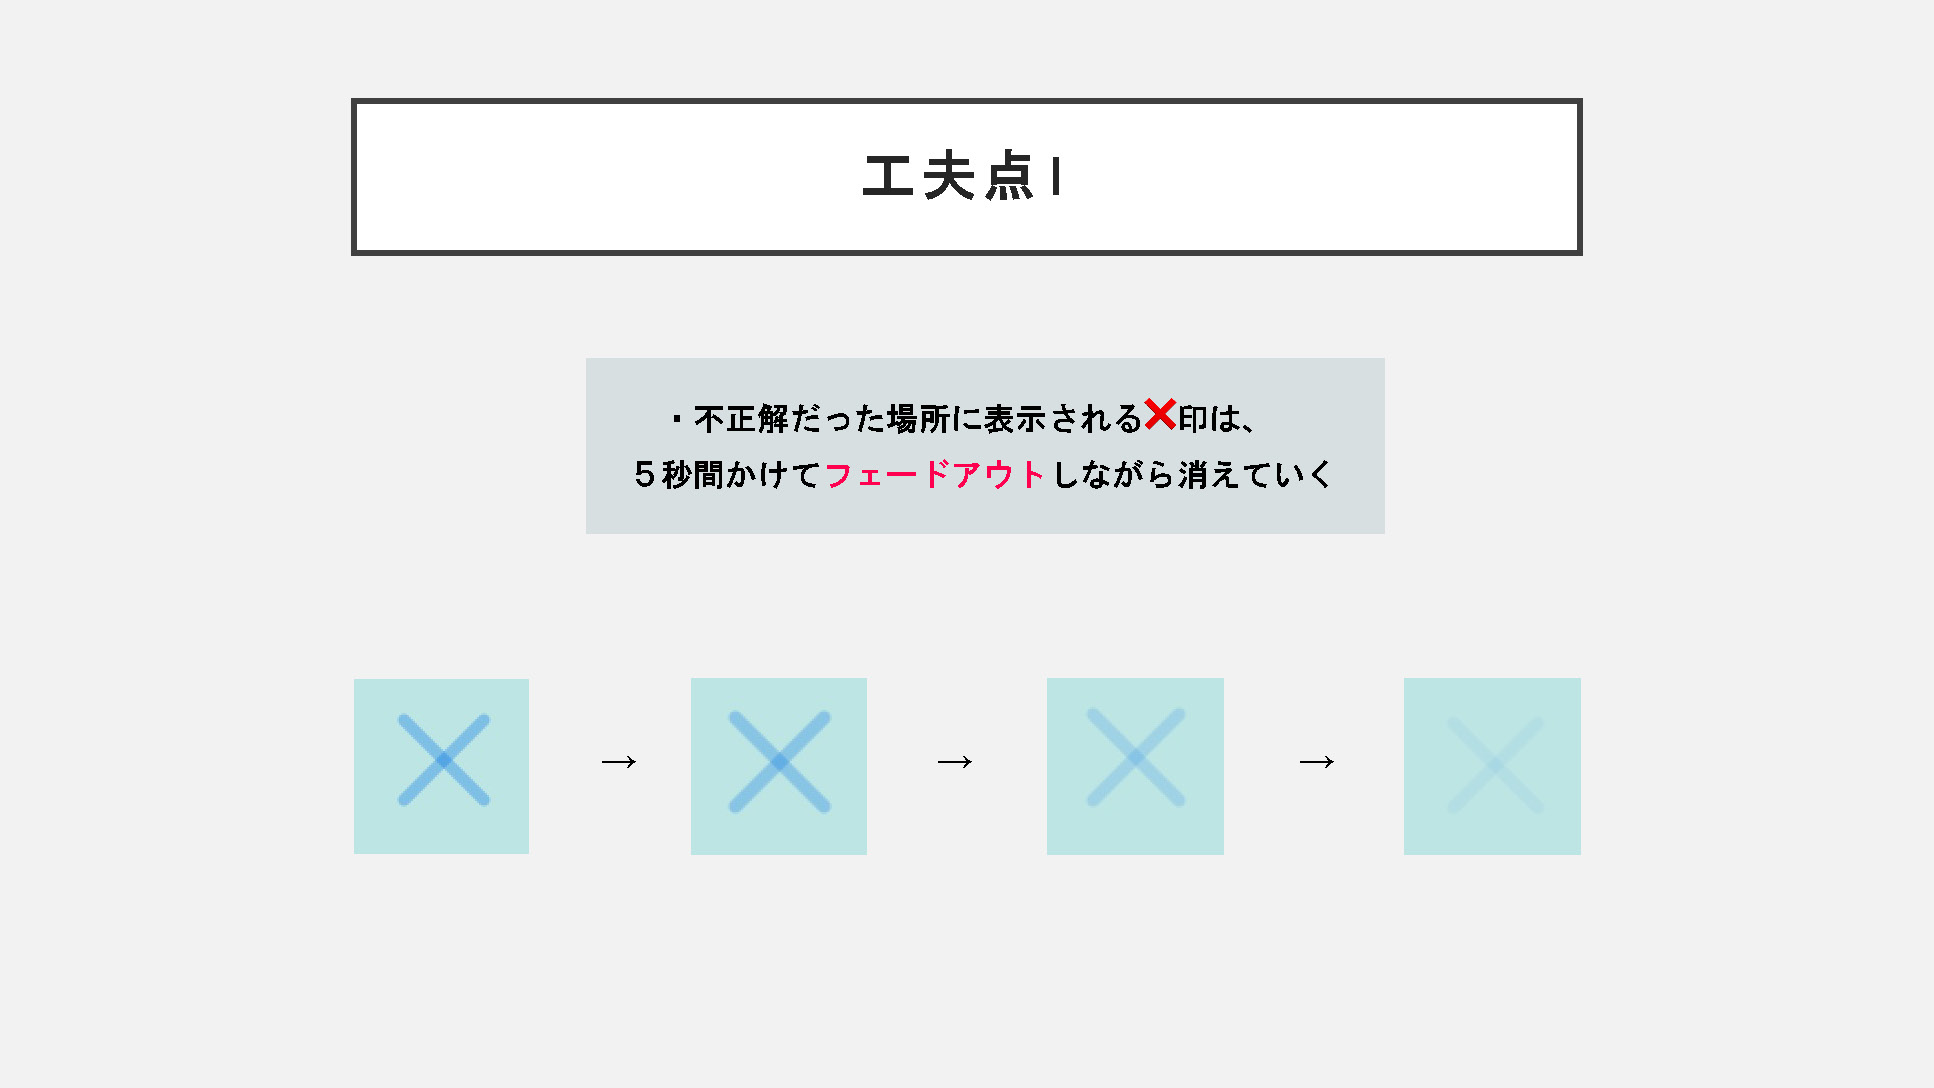 工夫点1
・不正解だった場所に表示される❌印は、
５秒間かけてフェードアウトしながら消えていく
→ → →